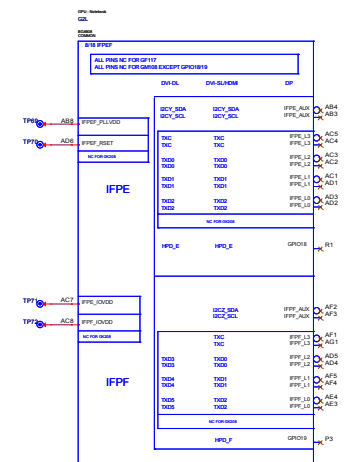 GPU - Notebook
G2L
BGA908
COMMON
8/18 IFPEF
ALL PINS NC FOR GF117
ALL PINS NC FOR GM108 EXCEPT GPIO18/19
DVI-DL DVI-SL/HDMI DP
I2CY_SDA I2CY_SDA IFPE_AUX AB4
I2CY_SCL I2CY_SCL IFPE_AUX AB3
TP69 AB8 IFPEF_PLLVDD
TXC TXC IFPE_L3 AC5
TXC TXC IFPE_L3 AC4
TP70 AD6 IFPEF_RSET
NC FOR GK208
TXD0 TXD0 IFPE_L2 AC3
TXD0 TXD0 IFPE_L2 AC2
TXD1 TXD1 IFPE_L1 AC1
TXD1 TXD1 IFPE_L1 AD1
IFPE
TXD2 TXD2 IFPE_L0 AD3
TXD2 TXD2 IFPE_L0 AD2
NC FOR GK208
HPD_E HPD_E GPIO18 R1
TP71 AC7 IFPE_IOVDD
I2CZ_SDA IFPF_AUX AF2
I2CZ_SCL IFPF_AUX AF3
TP72 AC8 IFPF_IOVDD
NC FOR GK208
TXC IFPF_L3 AF1
TXC IFPF_L3 AG1
TXD3 TXD0 IFPF_L2 AD5
TXD3 TXD0 IFPF_L2 AD4
TXD4 TXD1 IFPF_L1 AF5
TXD4 TXD1 IFPF_L1 AF4
IFPF
TXD5 TXD2 IFPF_L0 AE4
TXD5 TXD2 IFPF_L0 AE3
NC FOR GK208
HPD_F GPIO19 P3